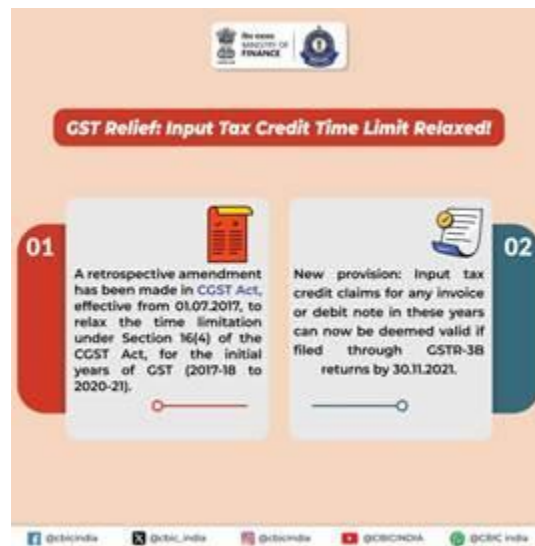 वित्त मंत्रालय
MINISTRY OF
FINANCE
GST Relief: Input Tax Credit Time Limit Relaxed!
01
A retrospective amendment
has been made in CGST Act,
effective from 01.07.2017, to
relax the time limitation
under Section 16(4) of the
CGST Act, for the initial
years of GST (2017-18 to
2020-21).
02
New provision: Input tax
credit claims for any invoice
or debit note in these years
can now be deemed valid if
filed through GSTR-3B
returns by 30.11.2021.
@cbicindia @cbic_india @cbicindia @CBICINDIA @CBIC india